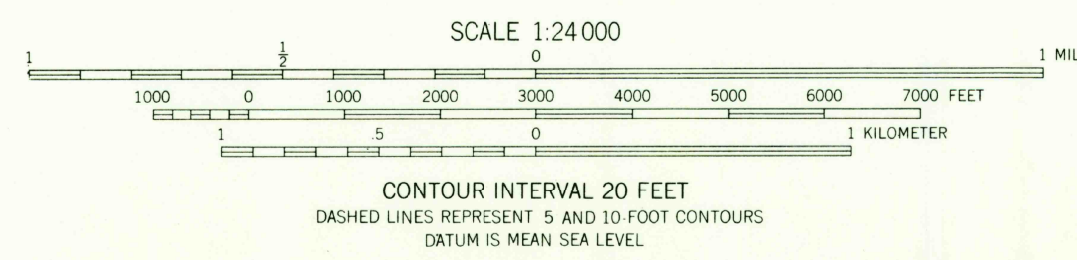 SCALE 1:24 000
1 1/2 0 1 MIL
1000 0 1000 2000 3000 4000 5000 6000 7000 FEET
1 .5 0 1 KILOMETER
CONTOUR INTERVAL 20 FEET
DASHED LINES REPRESENT 5 AND 10-FOOT CONTOURS
DATUM IS MEAN SEA LEVEL